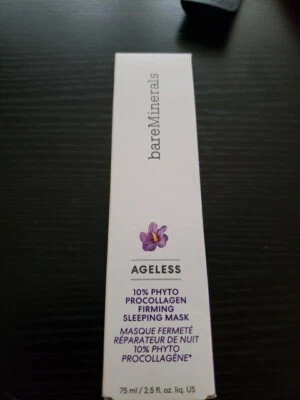 bareMinerals
AGELESS
10% PHYTO
PROCOLLAGEN
FIRMING
SLEEPING MASK
MASQUE FERMETÉ
RÉPARATEUR DE NUIT
10% PHYTO
PROCOLLAGÈNE*
75 ml / 2.5 fl. oz. liq. US